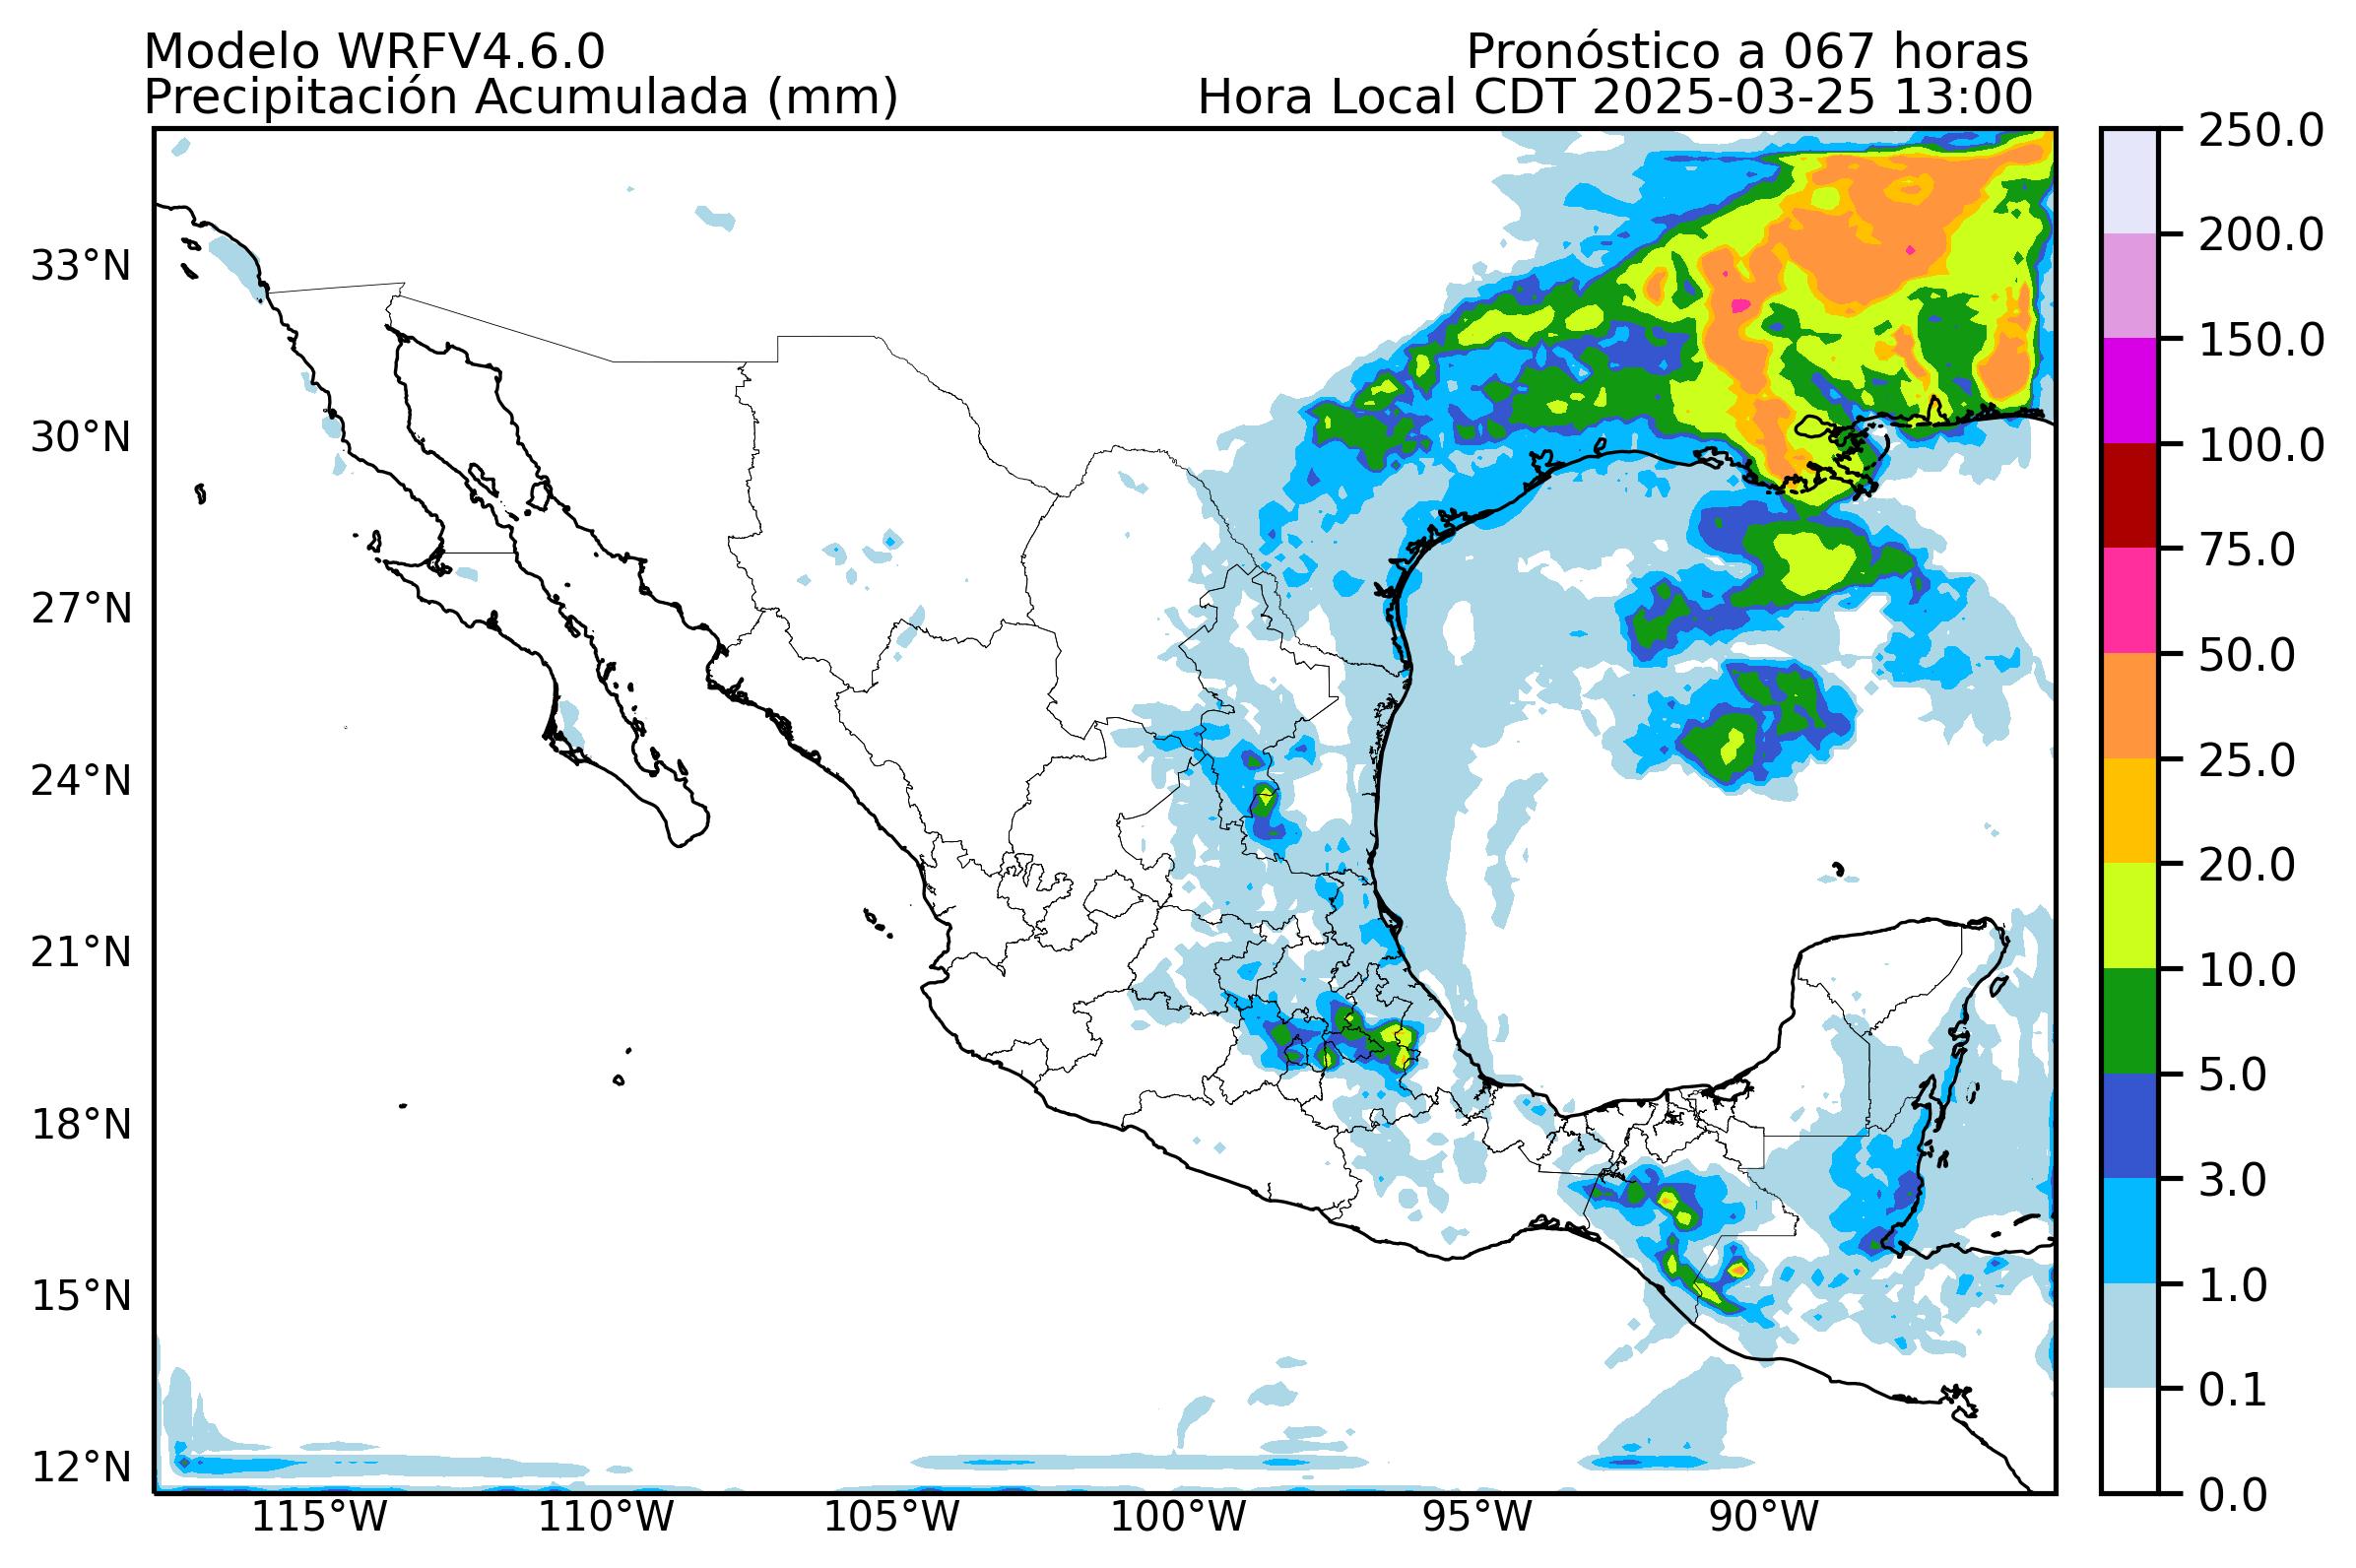 Modelo WRFV4.6.0
Pronóstico a 067 horas
Precipitación Acumulada (mm)
Hora Local CDT 2025-03-25 13:00
250.0
200.0
150.0
100.0
75.0
50.0
25.0
20.0
10.0
5.0
3.0
1.0
0.1
0.0
33°N
30°N
27°N
24°N
21°N
18°N
15°N
12°N
115°W
110°W
105°W
100°W
95°W
90°W